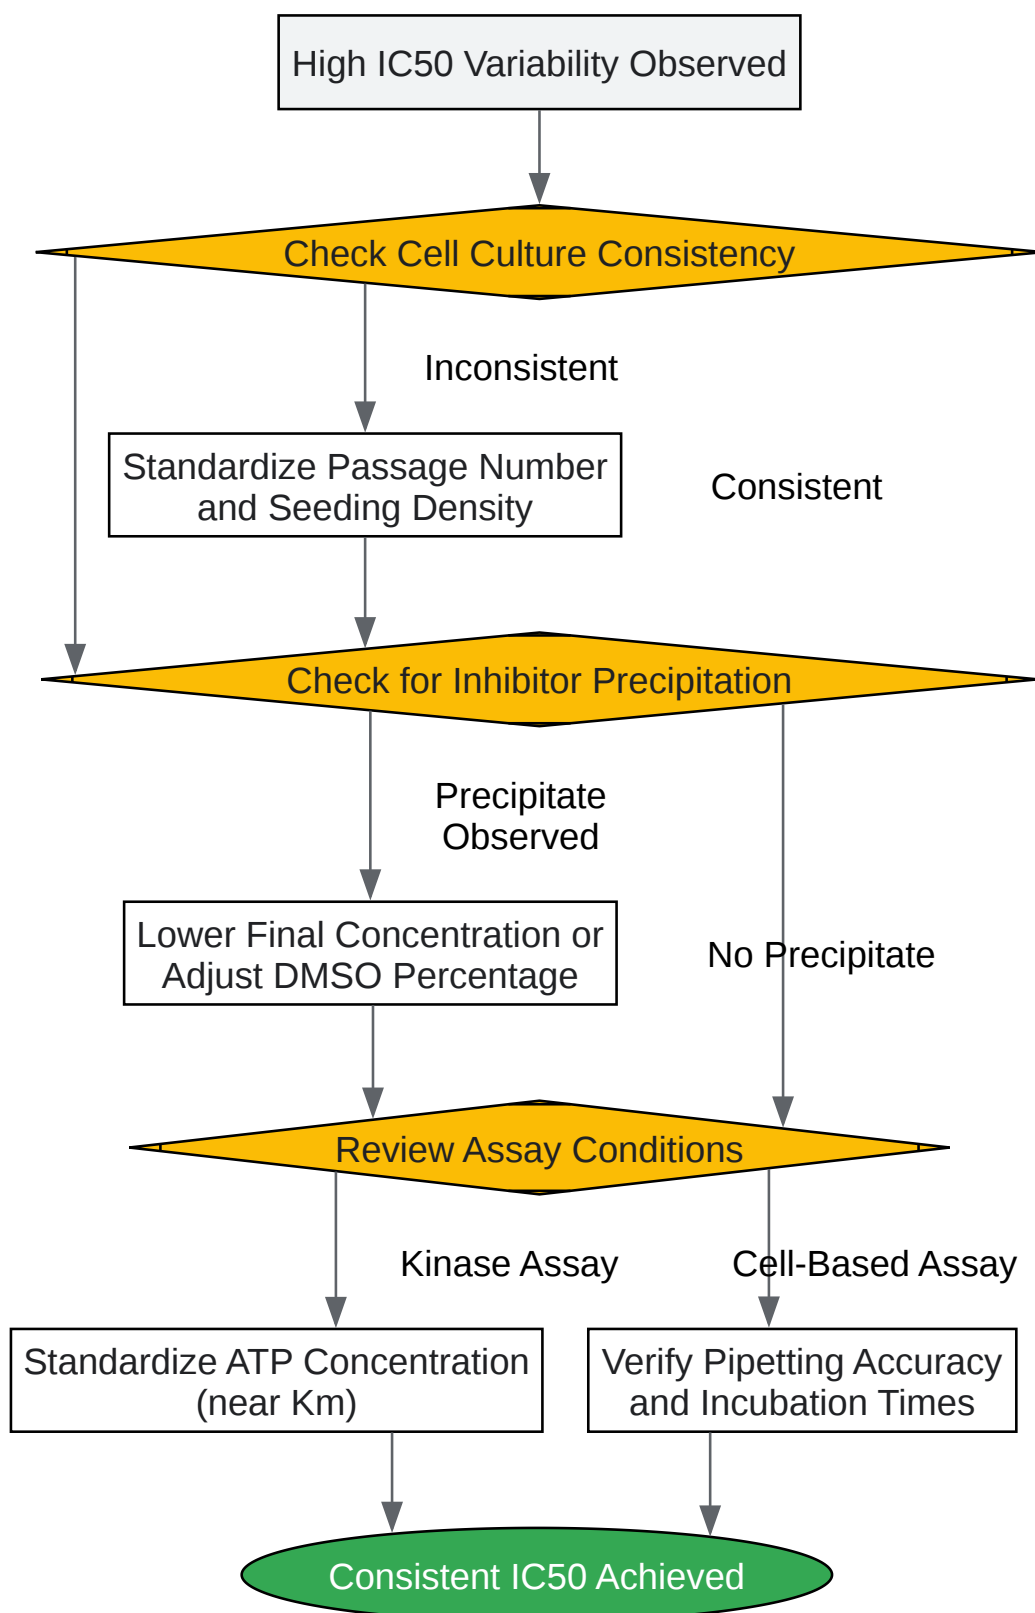 High IC50 Variability Observed
Check Cell Culture Consistency
Inconsistent
Standardize Passage Number
and Seeding Density
Consistent
Check for Inhibitor Precipitation
Precipitate
Observed
Lower Final Concentration or
Adjust DMSO Percentage
No Precipitate
Review Assay Conditions
Kinase Assay
Cell-Based Assay
Standardize ATP Concentration
(near Km)
Verify Pipetting Accuracy
and Incubation Times
Consistent IC50 Achieved